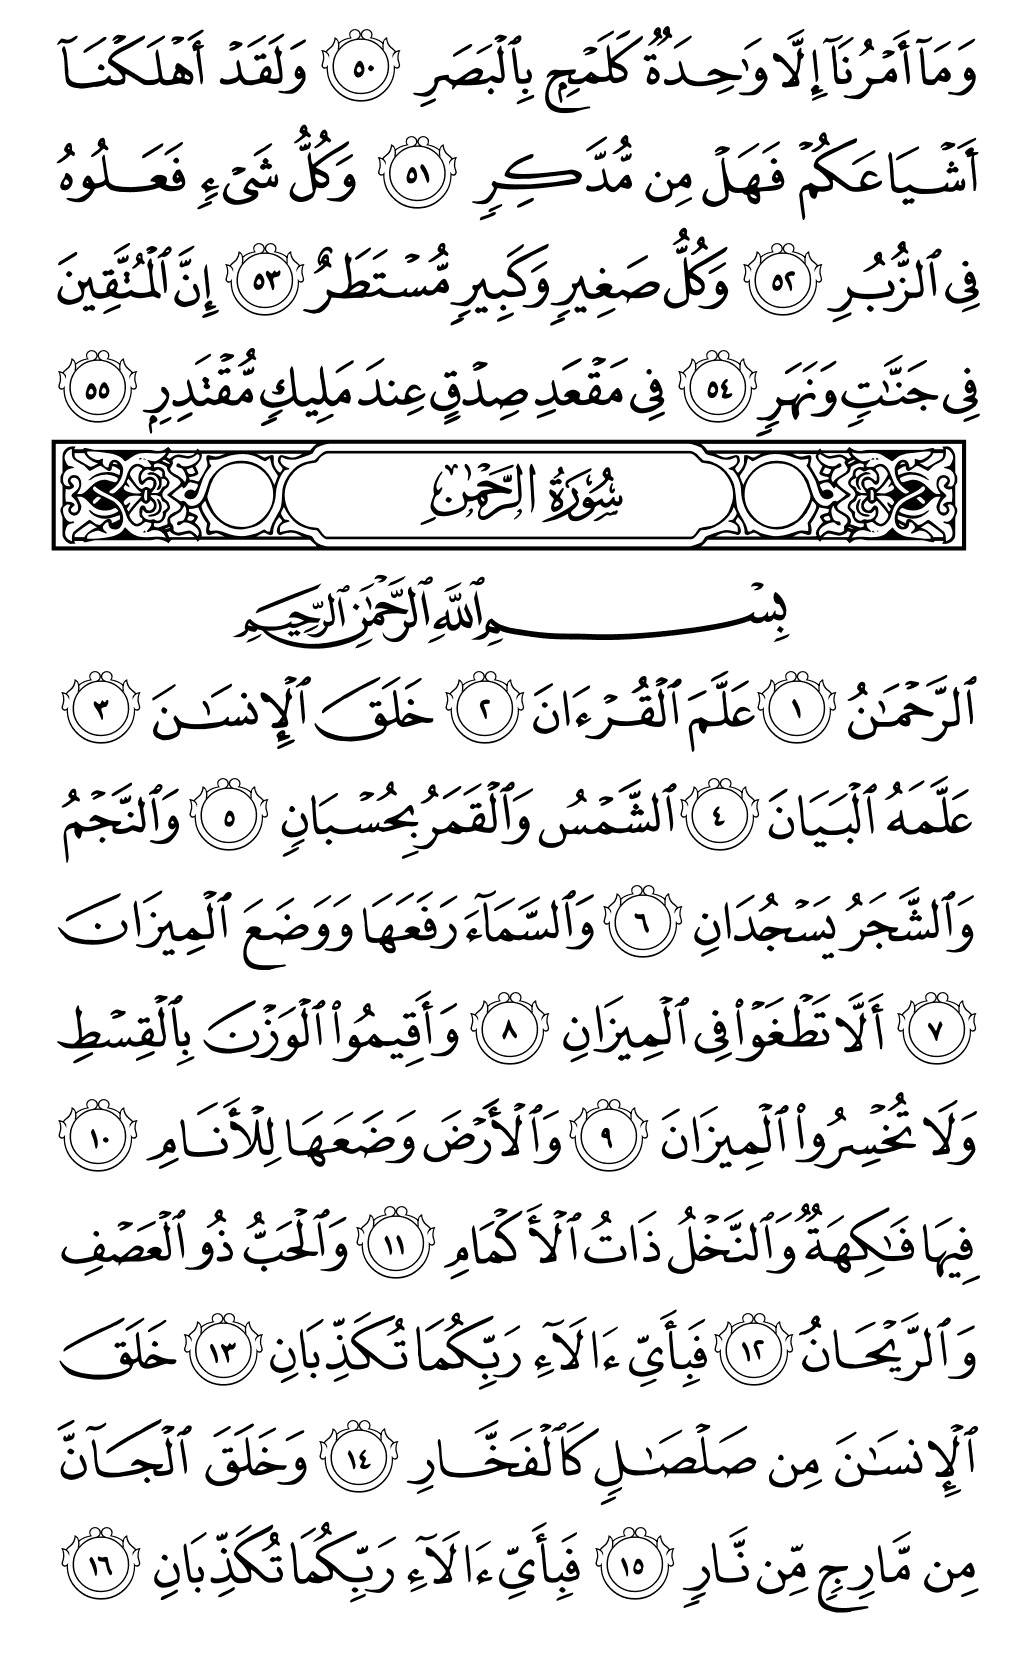 وَمَآ أَمْرُنَآ إِلَّا وَٰحِدَةٌ كَلَمْحٍۭ بِٱلْبَصَرِ ٥٠ وَلَقَدْ أَهْلَكْنَآ
أَشْيَاعَكُمْ فَهَلْ مِن مُّدَّكِرٍ ٥١ وَكُلُّ شَىْءٍ فَعَلُوهُ
فِى ٱلزُّبُرِ ٥٢ وَكُلُّ صَغِيرٍ وَكَبِيرٍ مُّسْتَطَرٌ ٥٣ إِنَّ ٱلْمُتَّقِينَ
فِى جَنَّٰتٍ وَنَهَرٍ ٥٤ فِى مَقْعَدِ صِدْقٍ عِندَ مَلِيكٍ مُّقْتَدِرٍۭ ٥٥
سُورَةُ الرَّحْمَٰنِ
بِسْمِ ٱللَّهِ ٱلرَّحْمَٰنِ ٱلرَّحِيمِ
ٱلرَّحْمَٰنُ ١ عَلَّمَ ٱلْقُرْءَانَ ٢ خَلَقَ ٱلْإِنسَٰنَ ٣
عَلَّمَهُ ٱلْبَيَانَ ٤ ٱلشَّمْسُ وَٱلْقَمَرُ بِحُسْبَانٍ ٥ وَٱلنَّجْمُ
وَٱلشَّجَرُ يَسْجُدَانِ ٦ وَٱلسَّمَآءَ رَفَعَهَا وَوَضَعَ ٱلْمِيزَانَ
٧ أَلَّا تَطْغَوْا۟ فِى ٱلْمِيزَانِ ٨ وَأَقِيمُوا۟ ٱلْوَزْنَ بِٱلْقِسْطِ
وَلَا تُخْسِرُوا۟ ٱلْمِيزَانَ ٩ وَٱلْأَرْضَ وَضَعَهَا لِلْأَنَامِ ١٠
فِيهَا فَٰكِهَةٌ وَٱلنَّخْلُ ذَاتُ ٱلْأَكْمَامِ ١١ وَٱلْحَبُّ ذُو ٱلْعَصْفِ
وَٱلرَّيْحَانُ ١٢ فَبِأَىِّ ءَالَآءِ رَبِّكُمَا تُكَذِّبَانِ ١٣ خَلَقَ
ٱلْإِنسَٰنَ مِن صَلْصَٰلٍ كَٱلْفَخَّارِ ١٤ وَخَلَقَ ٱلْجَآنَّ
مِن مَّارِجٍ مِّن نَّارٍ ١٥ فَبِأَىِّ ءَالَآءِ رَبِّكُمَا تُكَذِّبَانِ ١٦